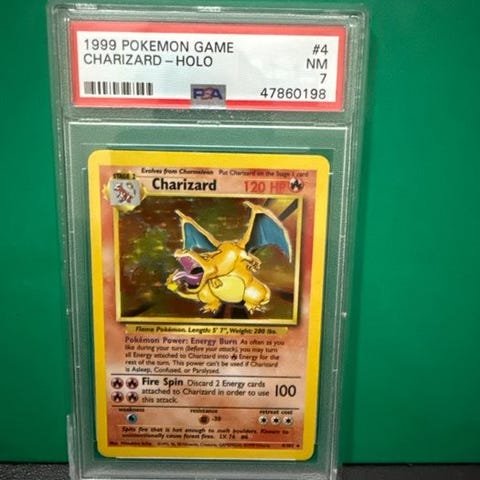 1999 POKEMON GAME #4
CHARIZARD – HOLO NM
7
PSA 47860198
Evolves from Charmeleon Put Charizard on the Stage 1 card
STAGE 2 Charizard 120 HP
Flame Pokémon. Length: 5' 7", Weight: 200 lbs.
Pokémon Power: Energy Burn As often as you
like during your turn (before your attack), you may turn
all Energy attached to Charizard into Energy for the
rest of the turn. This power can't be used if Charizard
is Asleep, Confused, or Paralyzed.
Fire Spin Discard 2 Energy cards
attached to Charizard in order to use 100
this attack.
weakness resistance retreat cost
-30
Spits fire that is hot enough to melt boulders. Known to
unintentionally cause forest fires. LV. 76 #6